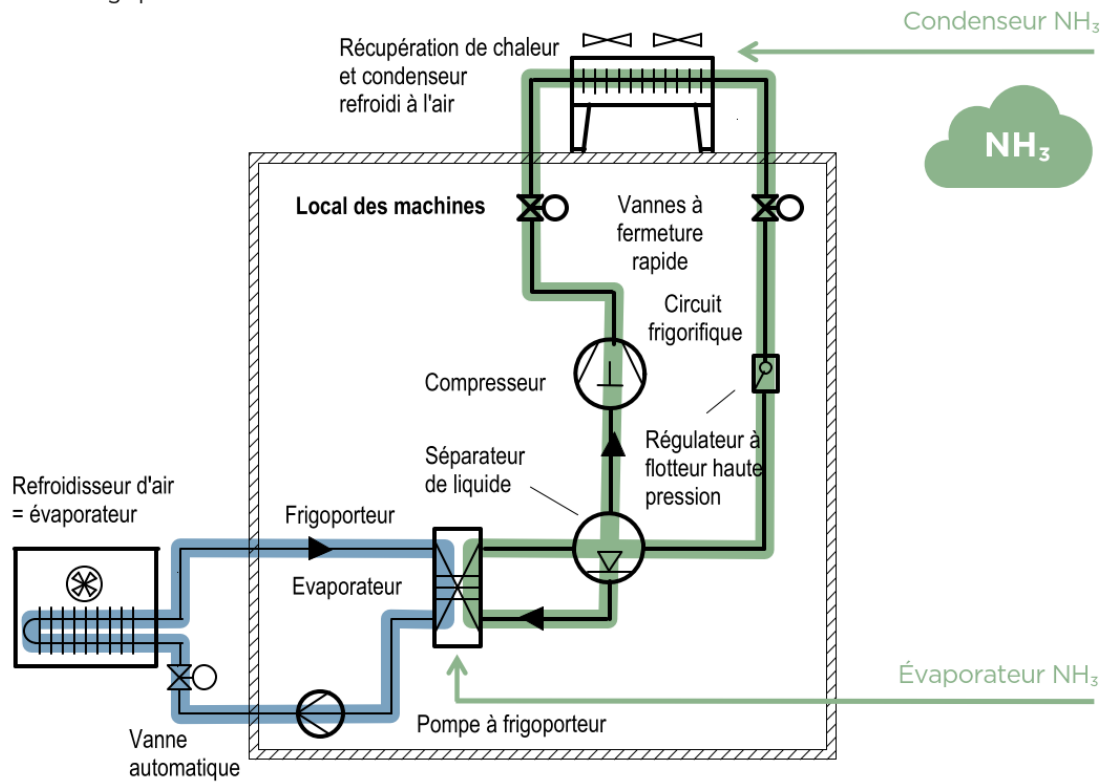 Condenseur NH₃
Récupération de chaleur
et condenseur
refroidi à l'air
NH₃
Local des machines
Vannes à
fermeture
rapide
Circuit
frigorifique
Compresseur
Régulateur à
flotteur haute
pression
Séparateur
de liquide
Refroidisseur d'air
= évaporateur
Frigoporteur
Evaporateur
Évaporateur NH₃
Pompe à frigoporteur
Vanne
automatique